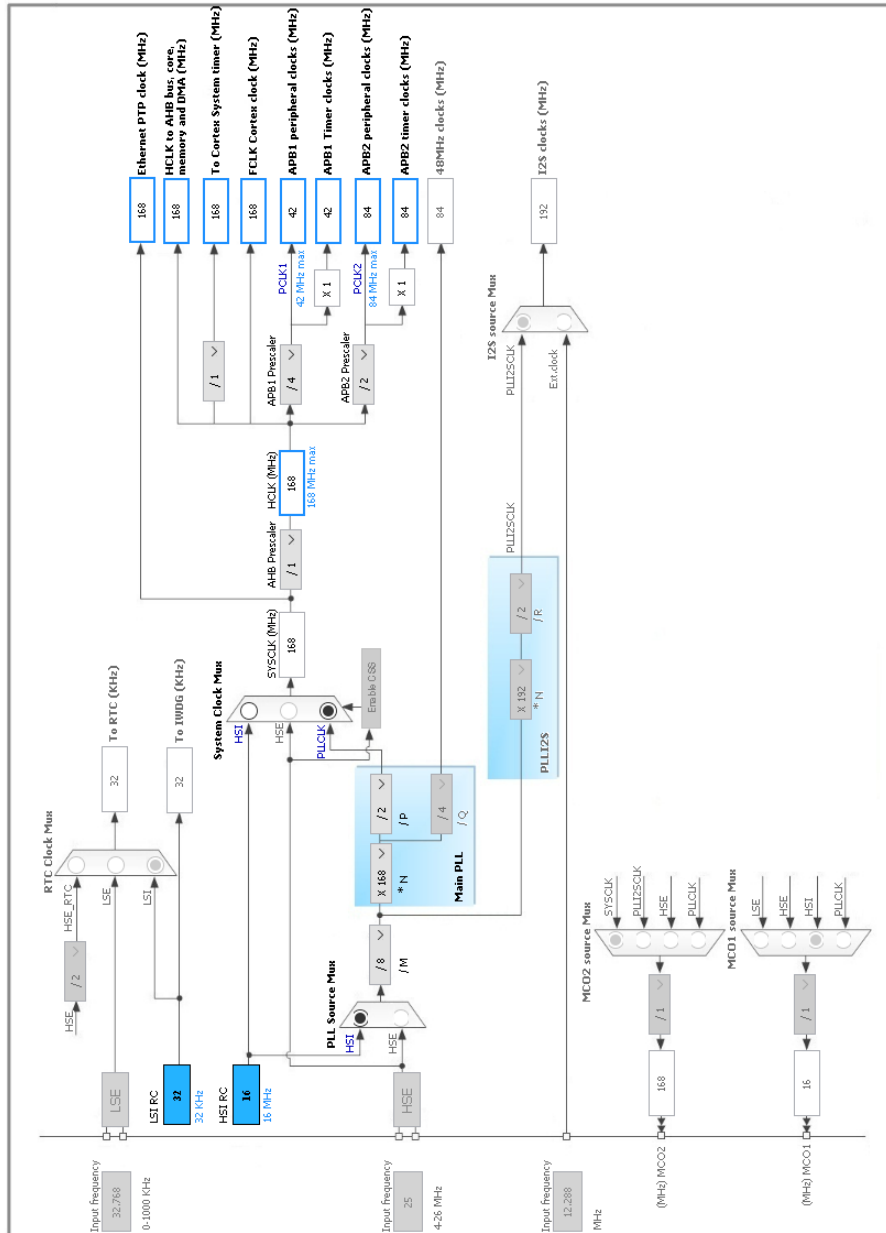 Input frequency
32.768
0-1000 KHz
LSE
LSI RC
32
32 KHz
HSE
/ 2
HSE_RTC
LSE
LSI
RTC Clock Mux
32
To RTC (KHz)
32
To IWDG (KHz)
HSI RC
16
16 MHz
Input frequency
25
4-26 MHz
HSE
HSI
HSE
PLL Source Mux
/ 8
/ M
X 168
* N
/ 2
/ P
/ 4
/ Q
Main PLL
System Clock Mux
HSI
HSE
PLLCLK
Enable CSS
SYSCLK (MHz)
168
AHB Prescaler
/ 1
HCLK (MHz)
168
168 MHz max
/ 1
APB1 Prescaler
/ 4
PCLK1
42 MHz max
X 1
APB2 Prescaler
/ 2
PCLK2
84 MHz max
X 1
168
Ethernet PTP clock (MHz)
168
HCLK to AHB bus, core,
memory and DMA (MHz)
168
To Cortex System timer (MHz)
168
FCLK Cortex clock (MHz)
42
APB1 peripheral clocks (MHz)
42
APB1 Timer clocks (MHz)
84
APB2 peripheral clocks (MHz)
84
APB2 timer clocks (MHz)
84
48MHz clocks (MHz)
X 192
* N
/ 2
/ R
PLLI2S
PLLI2SCLK
PLLI2SCLK
Ext.clock
I2S source Mux
192
I2S clocks (MHz)
Input frequency
12.288
MHz
(MHz) MCO2
168
/ 1
MCO2 source Mux
SYSCLK
PLLI2SCLK
HSE
PLLCLK
(MHz) MCO1
16
/ 1
MCO1 source Mux
LSE
HSE
HSI
PLLCLK